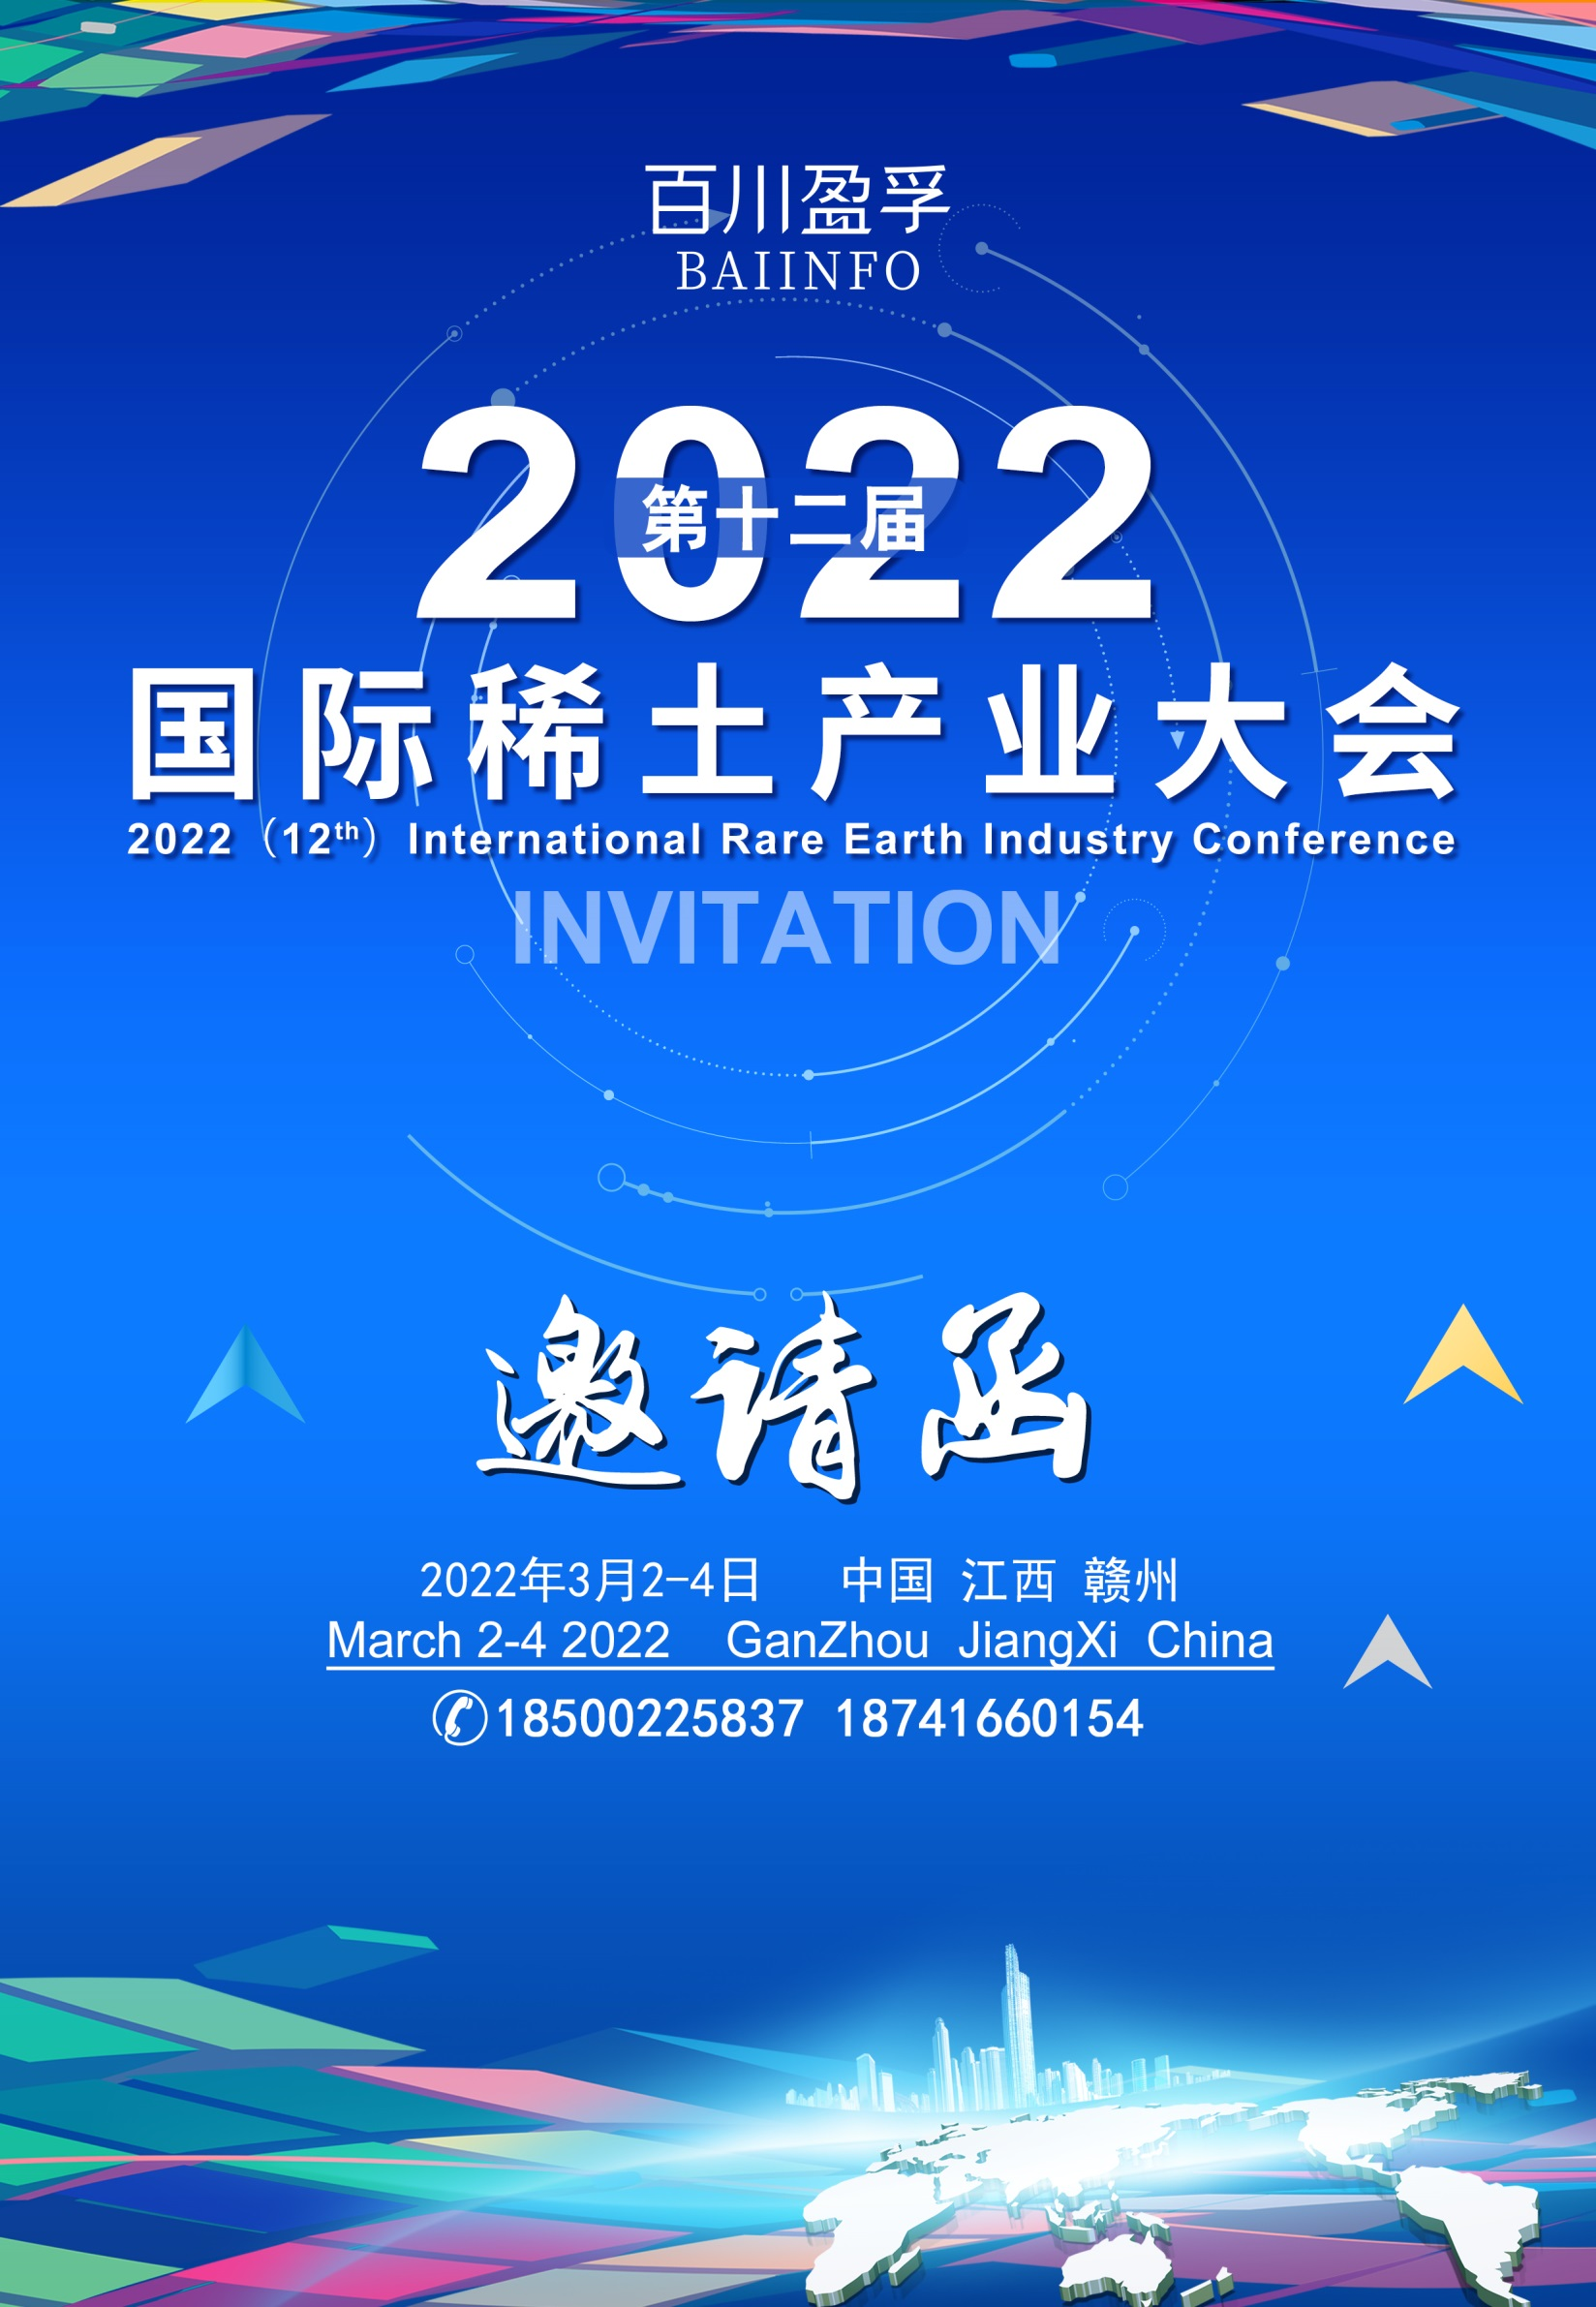 百川盈孚
BAIINFO
2022
第十二届
国际稀土产业大会
2022（12th）International Rare Earth Industry Conference
INVITATION
邀请函
2022年3月2-4日 中国 江西 赣州
March 2-4 2022 GanZhou JiangXi China
18500225837 18741660154